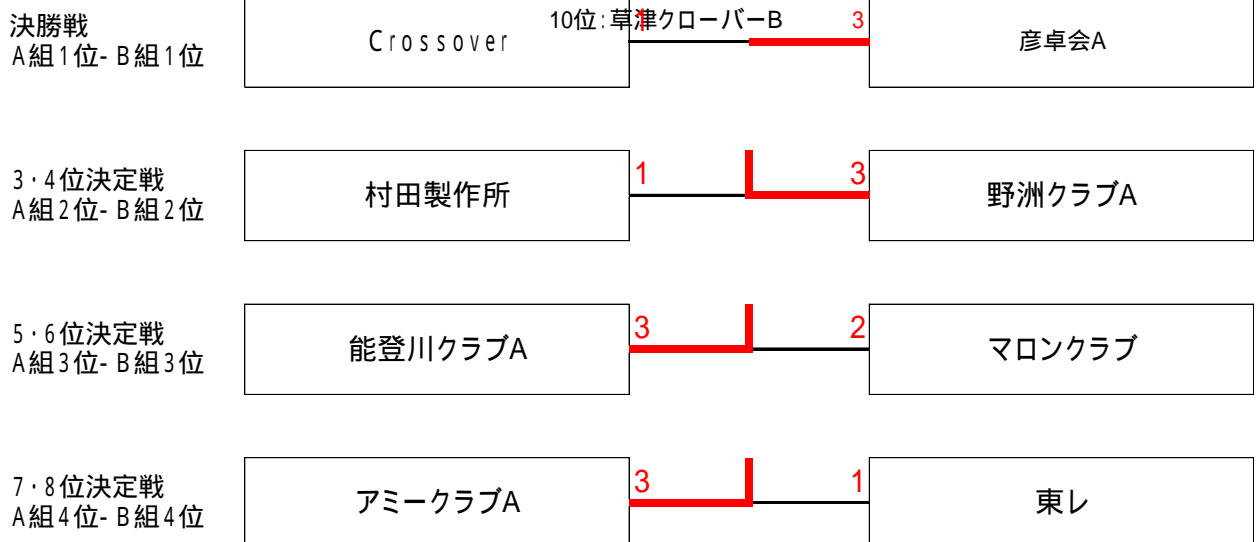 10位:草津クローバーB
決勝戦
A組1位-B組1位
Crossover
1
3
彦卓会A
3・4位決定戦
A組2位-B組2位
村田製作所
1
3
野洲クラブA
5・6位決定戦
A組3位-B組3位
能登川クラブA
3
2
マロンクラブ
7・8位決定戦
A組4位-B組4位
アミークラブA
3
1
東レ